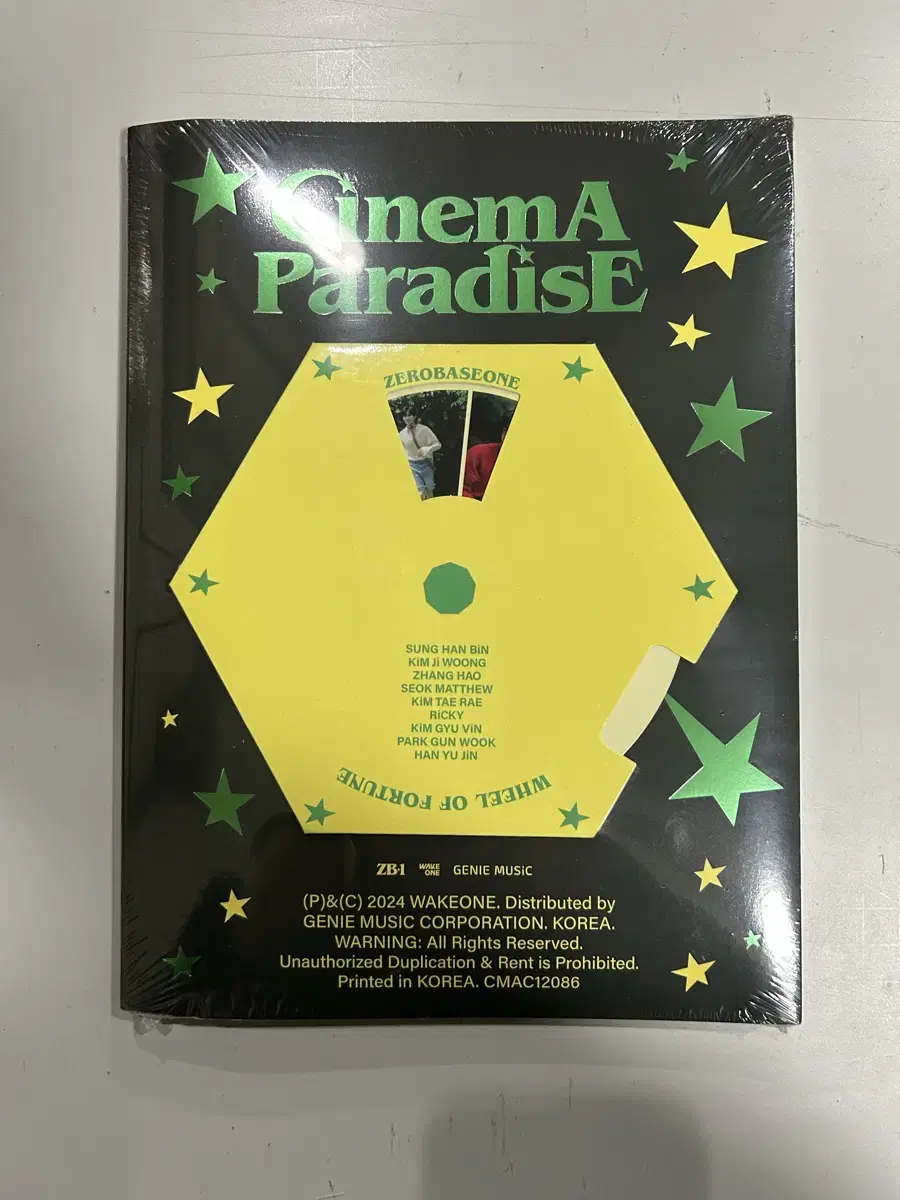 CinemA
ParadisE
ZEROBASEONE
SUNG HAN BiN
KiM Ji WOONG
ZHANG HAO
SEOK MATTHEW
KiM TAE RAE
RiCKY
KiM GYU ViN
PARK GUN WOOK
HAN YU JiN
WHEEL OF FORTUNE
ZB·1 WAKE ONE GENIE MUSiC
(P)&(C) 2024 WAKEONE. Distributed by
GENIE MUSIC CORPORATION. KOREA.
WARNING: All Rights Reserved.
Unauthorized Duplication & Rent is Prohibited.
Printed in KOREA. CMAC12086